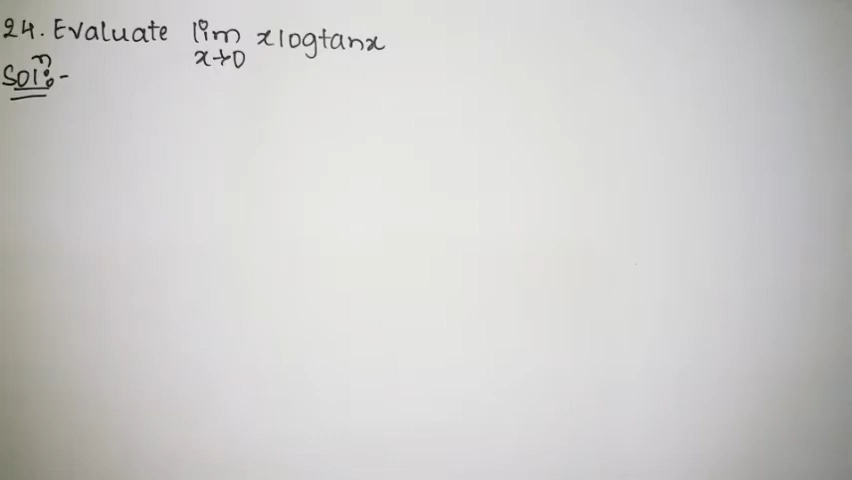 24. Evaluate lim x log tan x
x→0
Solⁿ:-